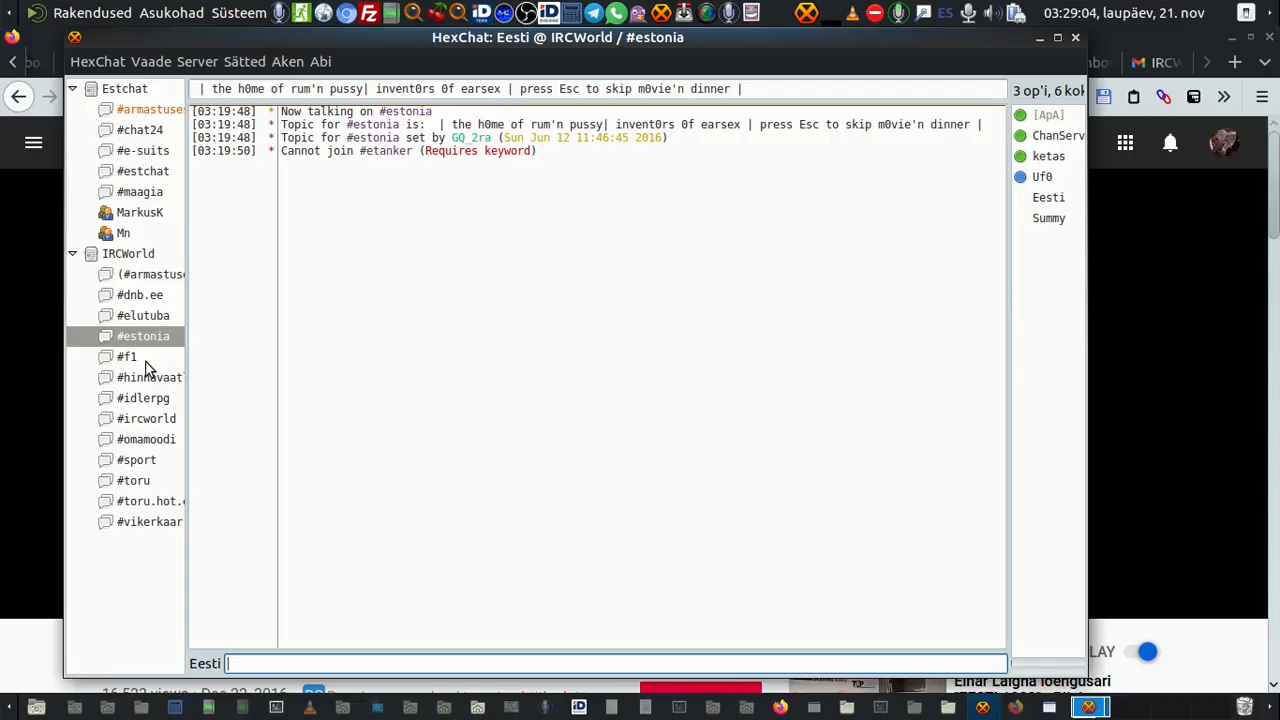 Rakendused Asukohad Süsteem
ES
03:29:04, laupäev, 21. nov
HexChat: Eesti @ IRCWorld / #estonia
HexChat Vaade Server Sätted Aken Abi
Estchat
#armastuse
#chat24
#e-suits
#estchat
#maagia
MarkusK
Mn
IRCWorld
(#armastuse
#dnb.ee
#elutuba
#estonia
#f1
#hinnavaat
#idlerpg
#ircworld
#omamoodi
#sport
#toru
#toru.hot.
#vikerkaar
| the h0me of rum'n pussy| invent0rs 0f earsex | press Esc to skip m0vie'n dinner |
[03:19:48] * Now talking on #estonia
[03:19:48] * Topic for #estonia is: | the h0me of rum'n pussy| invent0rs 0f earsex | press Esc to skip m0vie'n dinner |
[03:19:48] * Topic for #estonia set by GQ_2ra (Sun Jun 12 11:46:45 2016)
[03:19:50] * Cannot join #etanker (Requires keyword)
Eesti
3 op'i, 6 kok
[ApA]
ChanServ
ketas
Uf0
Eesti
Summy
IRCW
LAY
Einar Laigna loengusari